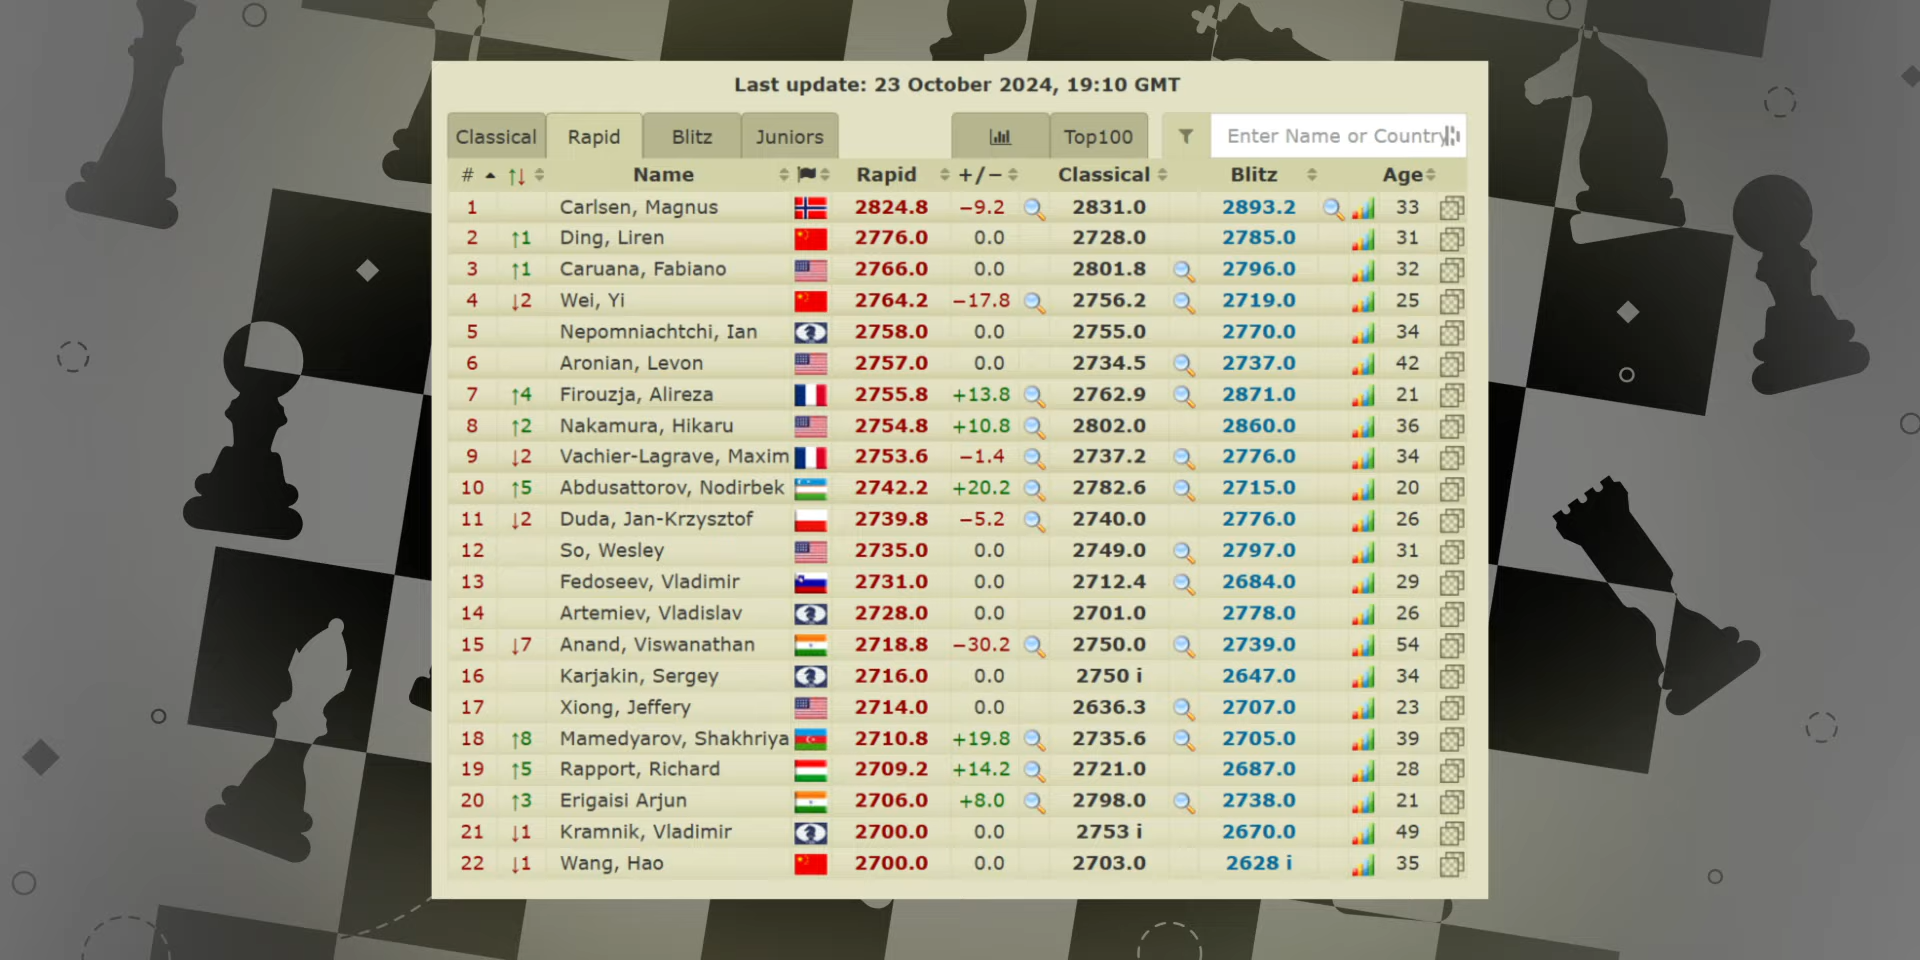 Last update: 23 October 2024, 19:10 GMT
Classical Rapid Blitz Juniors Top100 Enter Name or Country
# ↑↓ Name Rapid +/− Classical Blitz Age
1 Carlsen, Magnus 2824.8 −9.2 2831.0 2893.2 33
2 ↑1 Ding, Liren 2776.0 0.0 2728.0 2785.0 31
3 ↑1 Caruana, Fabiano 2766.0 0.0 2801.8 2796.0 32
4 ↓2 Wei, Yi 2764.2 −17.8 2756.2 2719.0 25
5 Nepomniachtchi, Ian 2758.0 0.0 2755.0 2770.0 34
6 Aronian, Levon 2757.0 0.0 2734.5 2737.0 42
7 ↑4 Firouzja, Alireza 2755.8 +13.8 2762.9 2871.0 21
8 ↑2 Nakamura, Hikaru 2754.8 +10.8 2802.0 2860.0 36
9 ↓2 Vachier-Lagrave, Maxim 2753.6 −1.4 2737.2 2776.0 34
10 ↑5 Abdusattorov, Nodirbek 2742.2 +20.2 2782.6 2715.0 20
11 ↓2 Duda, Jan-Krzysztof 2739.8 −5.2 2740.0 2776.0 26
12 So, Wesley 2735.0 0.0 2749.0 2797.0 31
13 Fedoseev, Vladimir 2731.0 0.0 2712.4 2684.0 29
14 Artemiev, Vladislav 2728.0 0.0 2701.0 2778.0 26
15 ↓7 Anand, Viswanathan 2718.8 −30.2 2750.0 2739.0 54
16 Karjakin, Sergey 2716.0 0.0 2750 i 2647.0 34
17 Xiong, Jeffery 2714.0 0.0 2636.3 2707.0 23
18 ↑8 Mamedyarov, Shakhriya 2710.8 +19.8 2735.6 2705.0 39
19 ↑5 Rapport, Richard 2709.2 +14.2 2721.0 2687.0 28
20 ↑3 Erigaisi Arjun 2706.0 +8.0 2798.0 2738.0 21
21 ↓1 Kramnik, Vladimir 2700.0 0.0 2753 i 2670.0 49
22 ↓1 Wang, Hao 2700.0 0.0 2703.0 2628 i 35